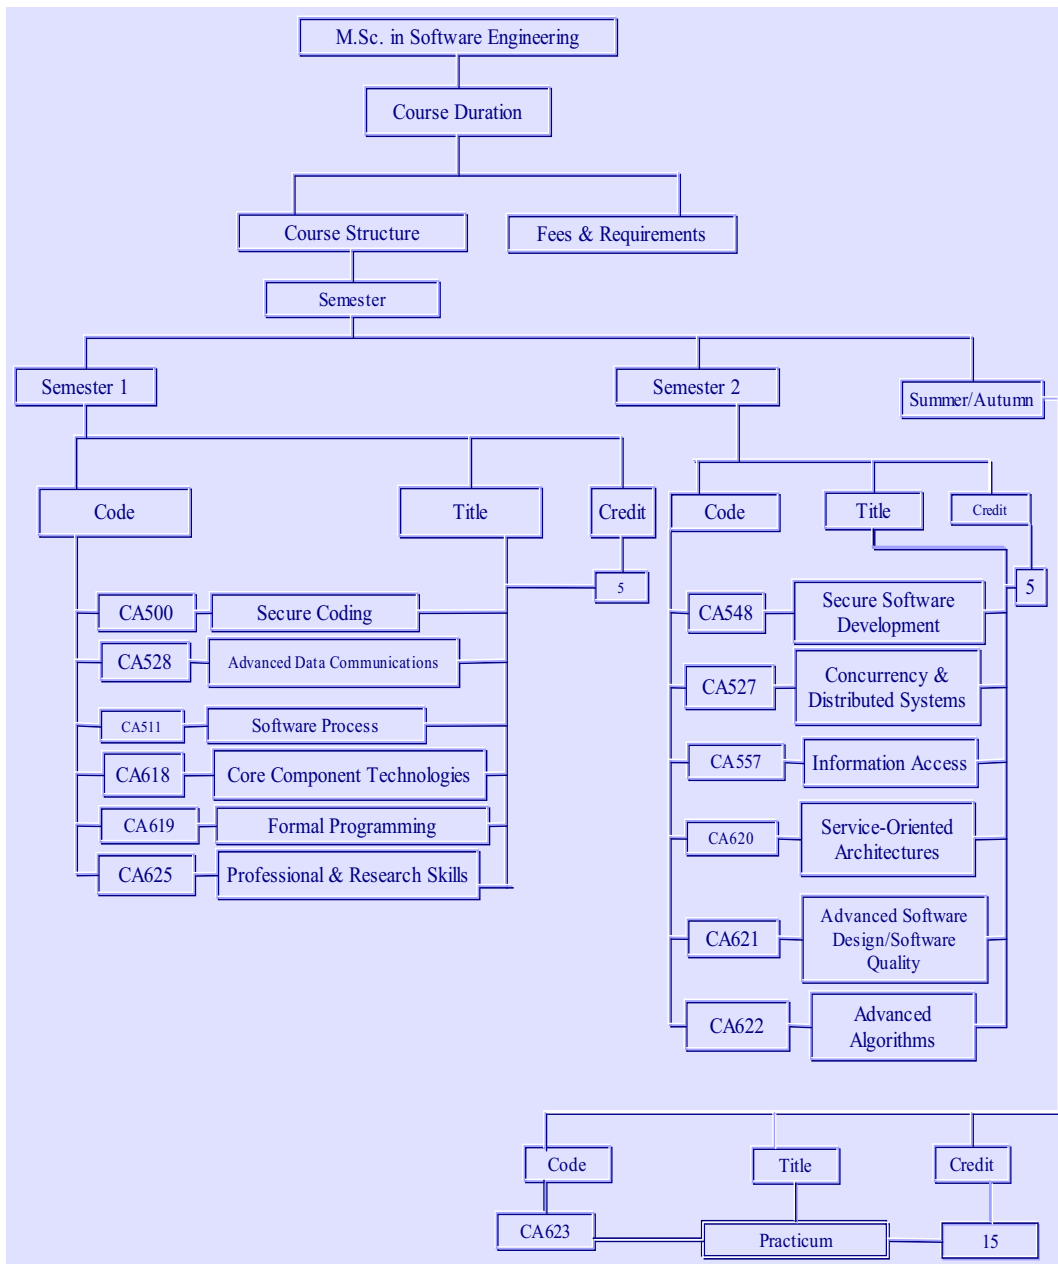 M.Sc. in Software Engineering
Course Duration
Course Structure
Fees & Requirements
Semester
Semester 1
Semester 2
Summer/Autumn
Code
Title
Credit
5
CA500
Secure Coding
CA528
Advanced Data Communications
CA511
Software Process
CA618
Core Component Technologies
CA619
Formal Programming
CA625
Professional & Research Skills
Code
Title
Credit
5
CA548
Secure Software
Development
CA527
Concurrency &
Distributed Systems
CA557
Information Access
CA620
Service-Oriented
Architectures
CA621
Advanced Software
Design/Software
Quality
CA622
Advanced
Algorithms
Code
Title
Credit
CA623
Practicum
15